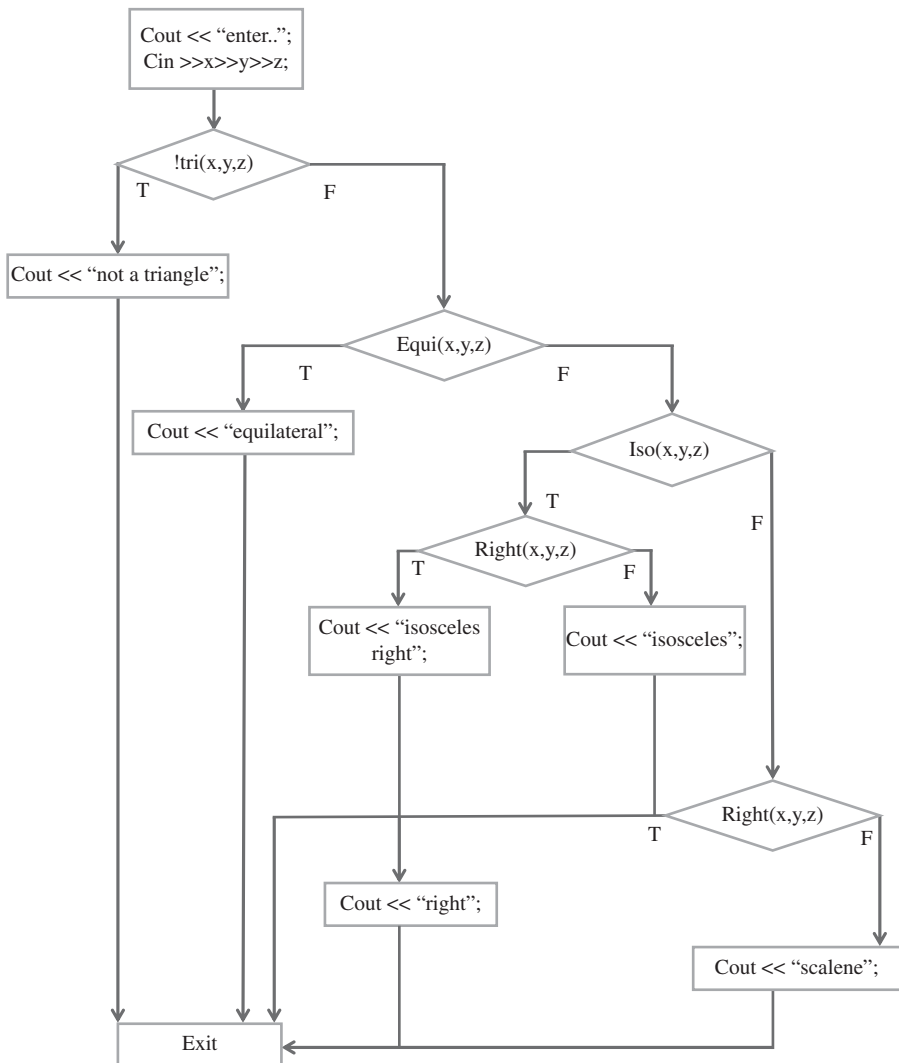 Cout << “enter..”;
Cin >>x>>y>>z;
!tri(x,y,z)
T
F
Cout << “not a triangle”;
Equi(x,y,z)
T
F
Cout << “equilateral”;
Iso(x,y,z)
T
F
Right(x,y,z)
T
F
Cout << “isosceles
right”;
Cout << “isosceles”;
Right(x,y,z)
T
F
Cout << “right”;
Cout << “scalene”;
Exit